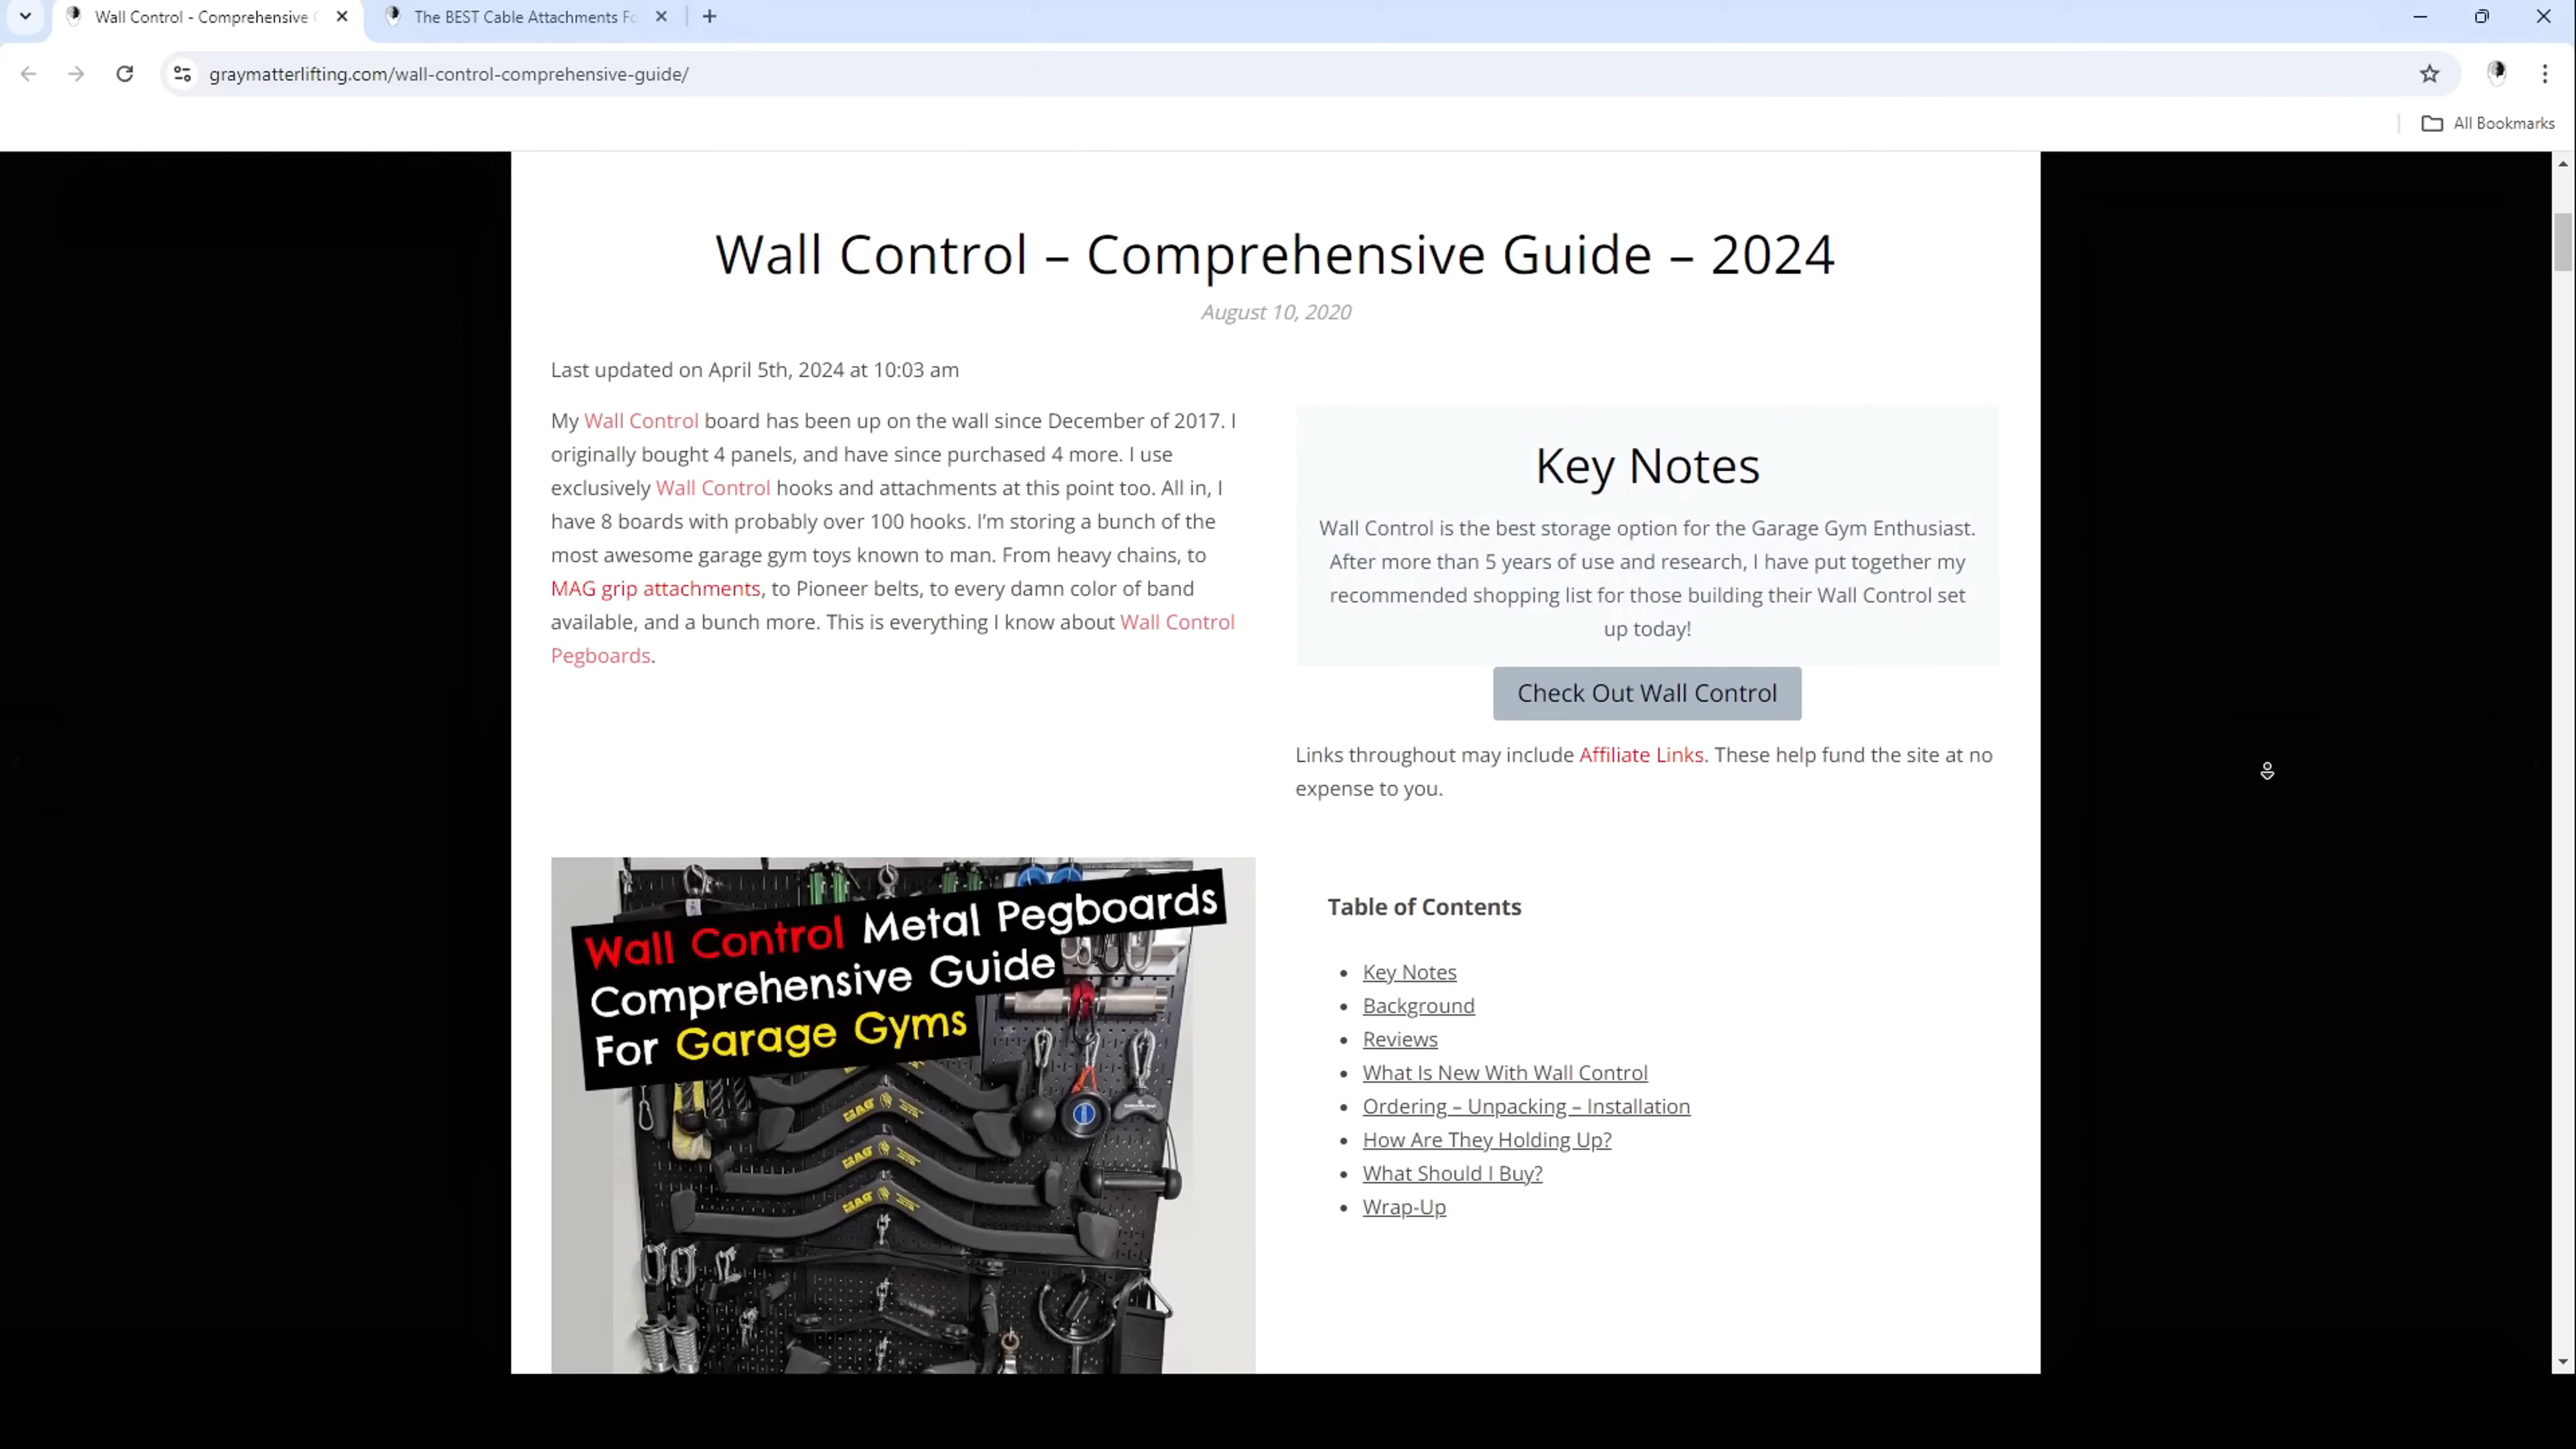 Wall Control - Comprehensive
The BEST Cable Attachments Fo
graymatterlifting.com/wall-control-comprehensive-guide/
All Bookmarks
Wall Control – Comprehensive Guide – 2024
August 10, 2020
Last updated on April 5th, 2024 at 10:03 am
My Wall Control board has been up on the wall since December of 2017. I
originally bought 4 panels, and have since purchased 4 more. I use
exclusively Wall Control hooks and attachments at this point too. All in, I
have 8 boards with probably over 100 hooks. I'm storing a bunch of the
most awesome garage gym toys known to man. From heavy chains, to
MAG grip attachments, to Pioneer belts, to every damn color of band
available, and a bunch more. This is everything I know about Wall Control
Pegboards.
Key Notes
Wall Control is the best storage option for the Garage Gym Enthusiast.
After more than 5 years of use and research, I have put together my
recommended shopping list for those building their Wall Control set
up today!
Check Out Wall Control
Links throughout may include Affiliate Links. These help fund the site at no
expense to you.
Wall Control Metal Pegboards
Comprehensive Guide
For Garage Gyms
MAG
MAG
MAG
Table of Contents
Key Notes
Background
Reviews
What Is New With Wall Control
Ordering – Unpacking – Installation
How Are They Holding Up?
What Should I Buy?
Wrap-Up